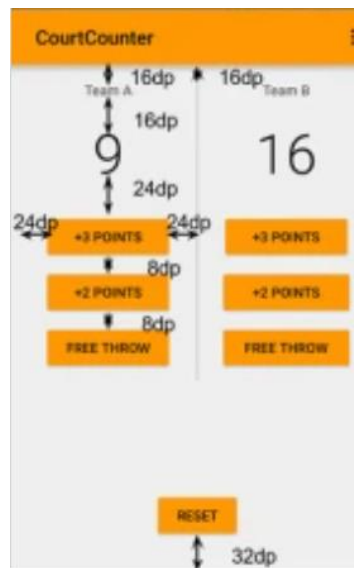 CourtCounter
16dp 16dp
Team A Team B
16dp
9 16
24dp
24dp 24dp
+3 POINTS +3 POINTS
8dp
+2 POINTS +2 POINTS
8dp
FREE THROW FREE THROW
RESET
32dp